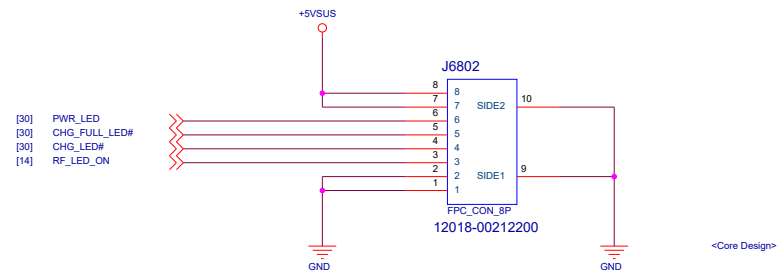 +5VSUS
J6802
8 8
7 7 SIDE2 10
[30] PWR_LED 6 6
[30] CHG_FULL_LED# 5 5
[30] CHG_LED# 4 4
[14] RF_LED_ON 3 3
2 2 SIDE1 9
1 1
FPC_CON_8P
12018-00212200
<Core Design>
GND GND